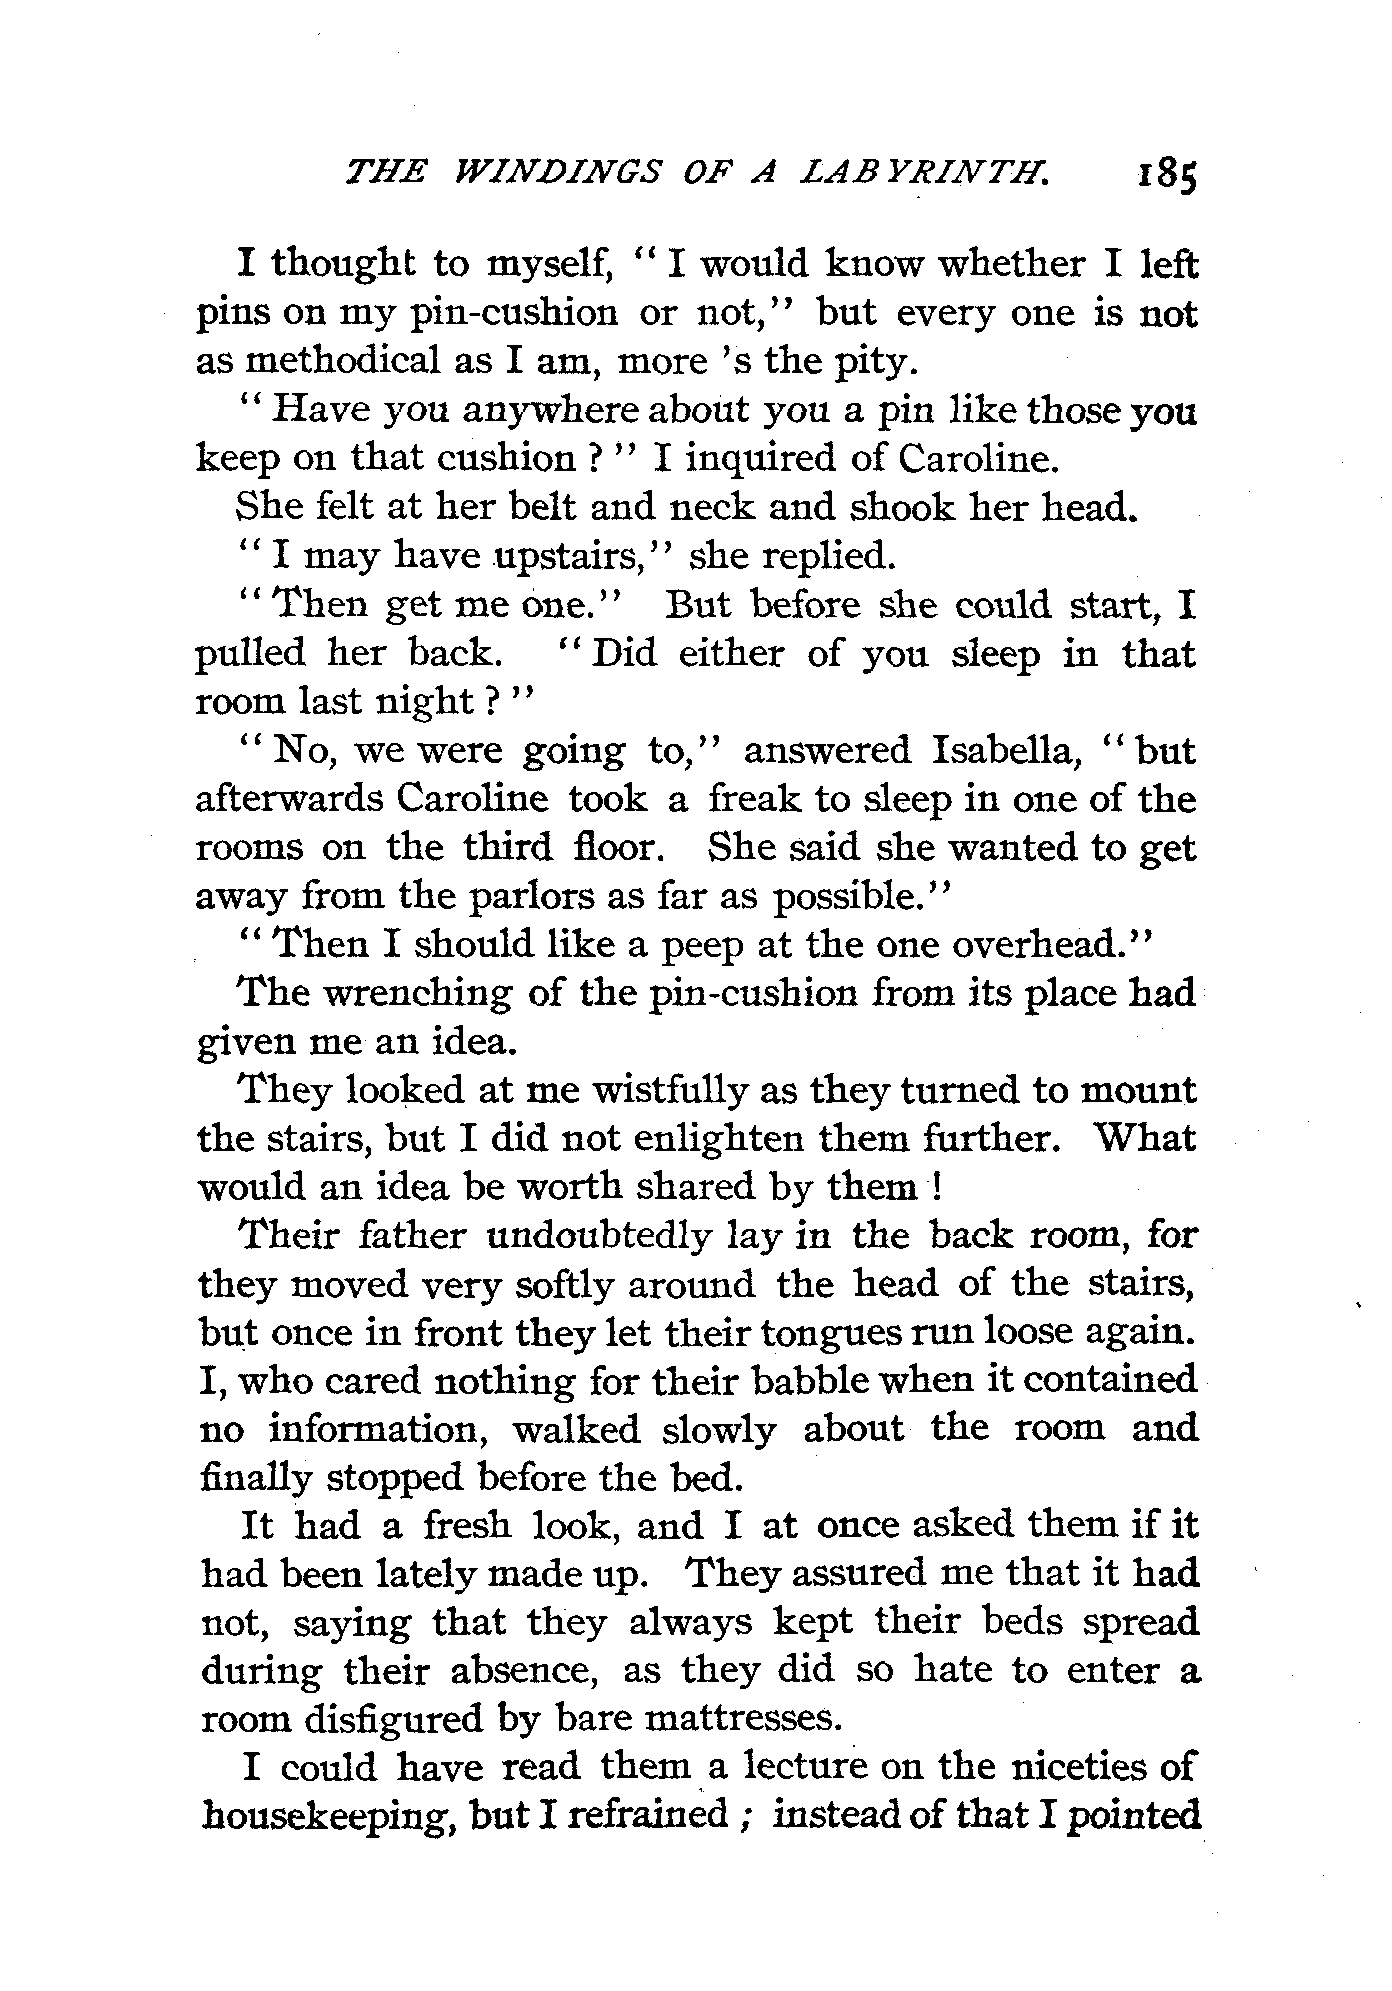 THE WINDINGS OF A LABYRINTH. 185
I thought to myself, "I would know whether I left
pins on my pin-cushion or not," but every one is not
as methodical as I am, more 's the pity.
"Have you anywhere about you a pin like those you
keep on that cushion?" I inquired of Caroline.
She felt at her belt and neck and shook her head.
"I may have upstairs," she replied.
"Then get me one." But before she could start, I
pulled her back. "Did either of you sleep in that
room last night?"
"No, we were going to," answered Isabella, "but
afterwards Caroline took a freak to sleep in one of the
rooms on the third floor. She said she wanted to get
away from the parlors as far as possible."
"Then I should like a peep at the one overhead."
The wrenching of the pin-cushion from its place had
given me an idea.
They looked at me wistfully as they turned to mount
the stairs, but I did not enlighten them further. What
would an idea be worth shared by them!
Their father undoubtedly lay in the back room, for
they moved very softly around the head of the stairs,
but once in front they let their tongues run loose again.
I, who cared nothing for their babble when it contained
no information, walked slowly about the room and
finally stopped before the bed.
It had a fresh look, and I at once asked them if it
had been lately made up. They assured me that it had
not, saying that they always kept their beds spread
during their absence, as they did so hate to enter a
room disfigured by bare mattresses.
I could have read them a lecture on the niceties of
housekeeping, but I refrained; instead of that I pointed